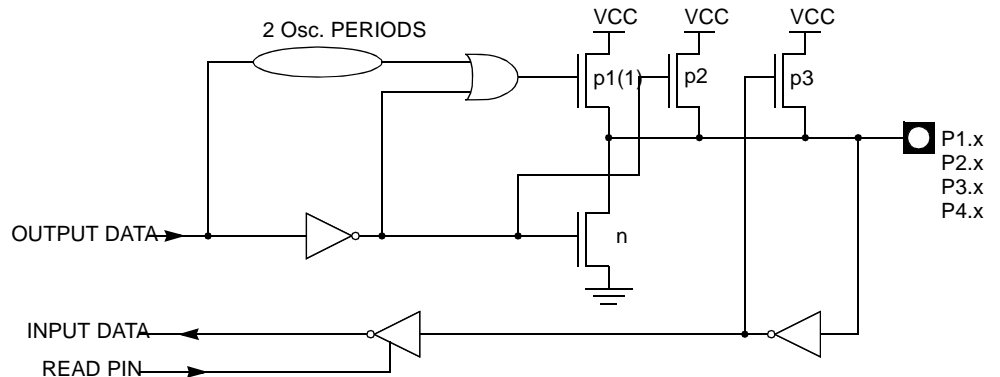 VCC VCC VCC
2 Osc. PERIODS
p1(1) p2 p3
P1.x
P2.x
P3.x
P4.x
OUTPUT DATA
n
INPUT DATA
READ PIN